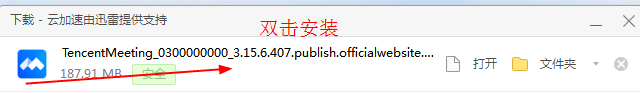 下载 - 云加速由迅雷提供支持
双击安装
TencentMeeting_0300000000_3.15.6.407.publish.officialwebsite....
187.91 MB 安全
打开 文件夹